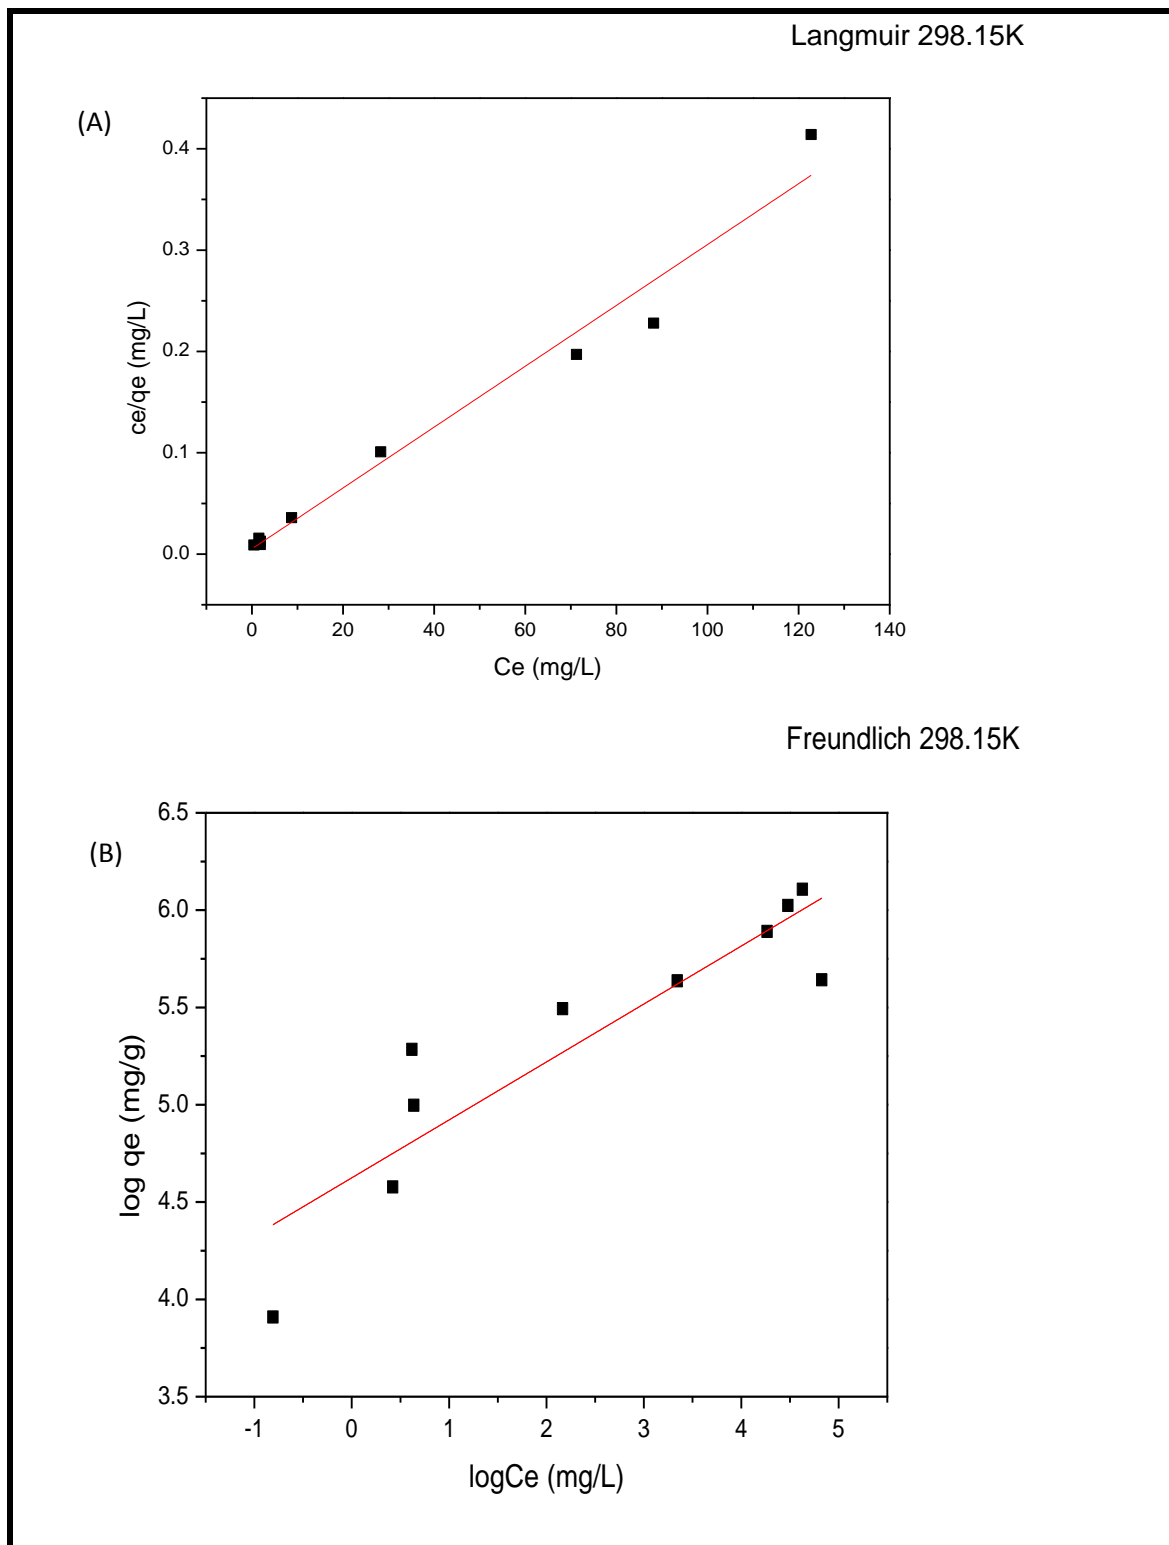 Langmuir 298.15K
(A)
0.4
0.3
0.2
0.1
0.0
ce/qe (mg/L)
0 20 40 60 80 100 120 140
Ce (mg/L)
Freundlich 298.15K
(B)
6.5
6.0
5.5
5.0
4.5
4.0
3.5
log qe (mg/g)
-1 0 1 2 3 4 5
logCe (mg/L)